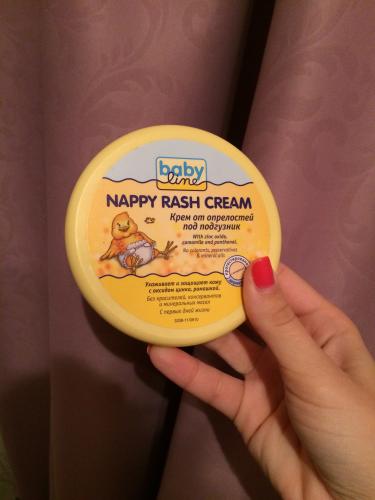 baby
line
NAPPY RASH CREAM
Крем от опрелостей
под подгузник
With zinc oxide,
camomile and panthenol.
No colorants, preservatives
& mineral oils
Ухаживает и защищает кожу
с оксидом цинка, ромашкой.
Без красителей, консервантов
и минеральных масел
С первых дней жизни